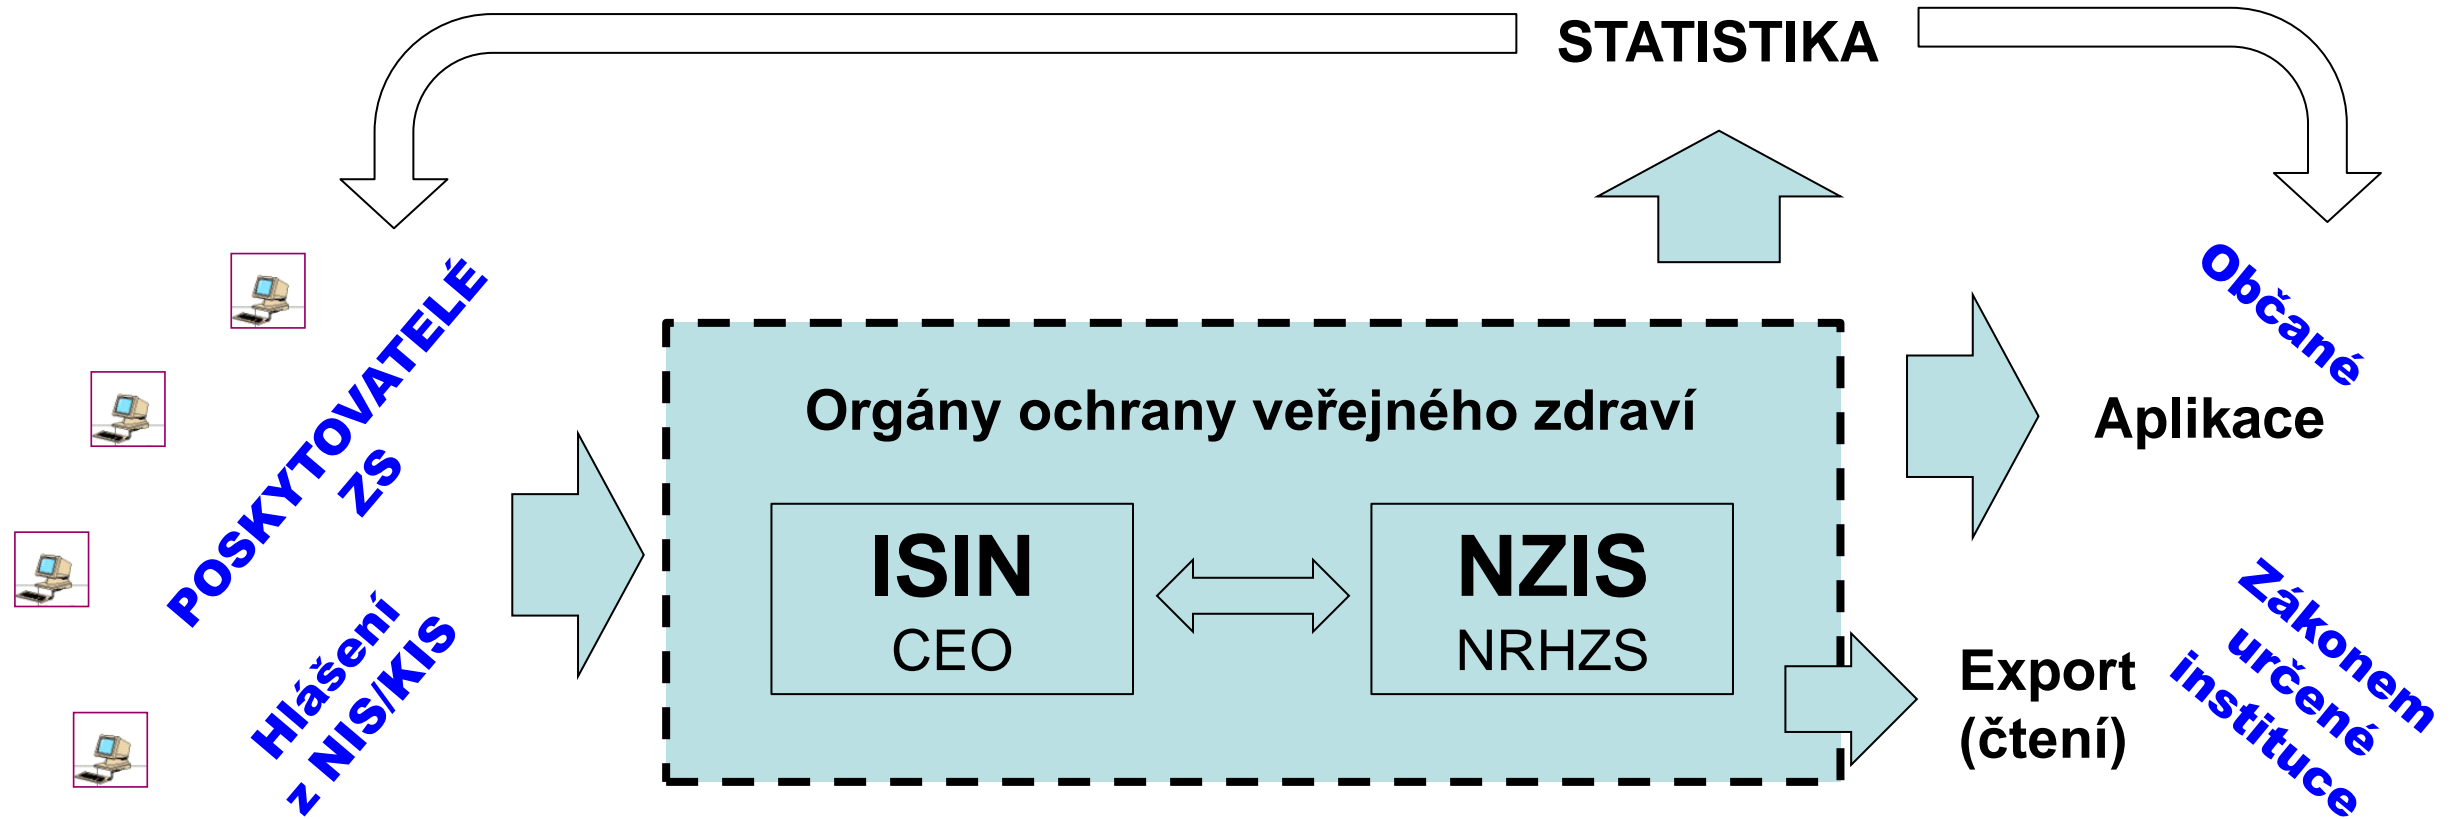 STATISTIKA
POSKYTOVATELÉ
ZS
Hlášení
z NIS/KIS
Orgány ochrany veřejného zdraví
ISIN
CEO
NZIS
NRHZS
Občané
Aplikace
Export
(čtení)
Zákonem
určené
instituce